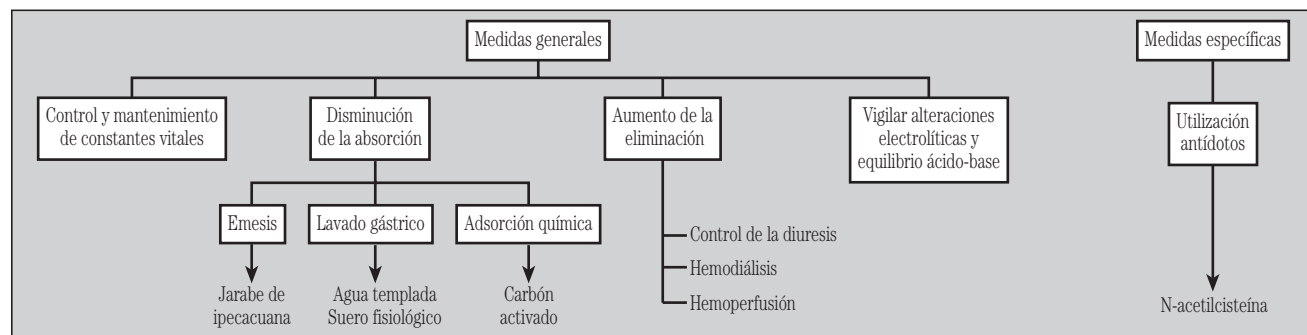 Medidas generales
Medidas específicas
Control y mantenimiento
de constantes vitales
Disminución
de la absorción
Aumento de la
eliminación
Vigilar alteraciones
electrolíticas y
equilibrio ácido-base
Utilización
antídotos
Emesis
Lavado gástrico
Adsorción química
Control de la diuresis
Hemodiálisis
Hemoperfusión
Jarabe de
ipecacuana
Agua templada
Suero fisiológico
Carbón
activado
N-acetilcisteína